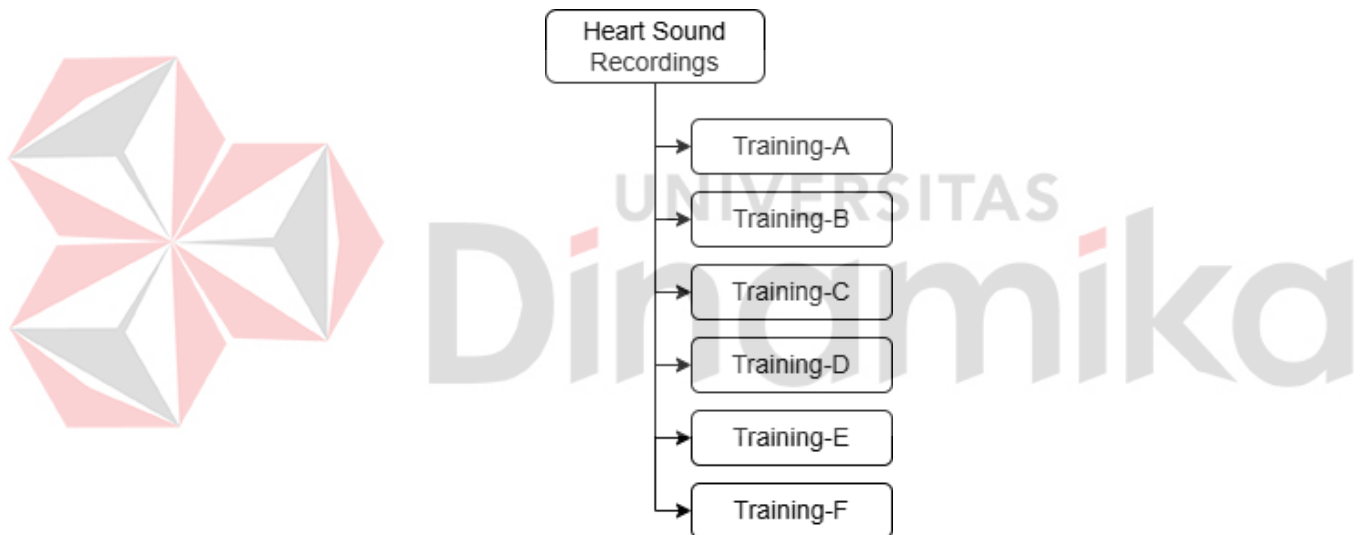 Heart Sound
Recordings
Training-A
UNIVERSITAS
Training-B
Dinamika
Training-C
Training-D
Training-E
Training-F